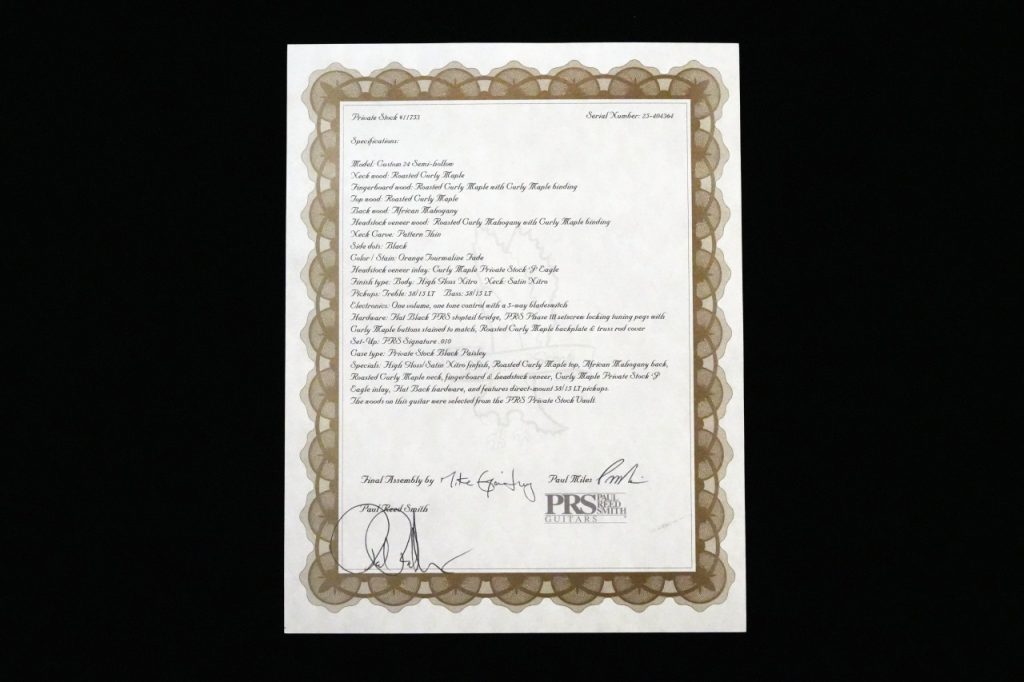 Private Stock #11733
Serial Number: 23-404364
Specifications:
Model: Custom 24 Semi-hollow
Neck wood: Roasted Curly Maple
Fingerboard wood: Roasted Curly Maple with Curly Maple binding
Top wood: Roasted Curly Maple
Back wood: African Mahogany
Headstock veneer wood: Roasted Curly Mahogany with Curly Maple binding
Neck Carve: Pattern Thin
Side dots: Black
Color / Stain: Orange Tourmaline Fade
Headstock veneer inlay: Curly Maple Private Stock-P Eagle
Finish type: Body: High Gloss Nitro Neck: Satin Nitro
Pickups: Treble: 58/15 LT Bass: 58/15 LT
Electronics: One volume, one tone control with a 3-way bladeswitch
Hardware: Flat Black PRS stoptail bridge, PRS Phase III setscrew locking tuning pegs with
Curly Maple buttons stained to match, Roasted Curly Maple backplate & truss rod cover
Set-Up: PRS Signature .010
Case type: Private Stock Black Paisley
Specials: High Gloss/Satin Nitro finfish, Roasted Curly Maple top, African Mahogany back,
Roasted Curly Maple neck, fingerboard & headstock veneer, Curly Maple Private Stock-P
Eagle inlay, Flat Back hardware, and features direct-mount 58/15 LT pickups.
The woods on this guitar were selected from the PRS Private Stock Vault.
Final Assembly by Mike
Paul Miles
Paul Reed Smith
PRS PAUL REED SMITH
GUITARS